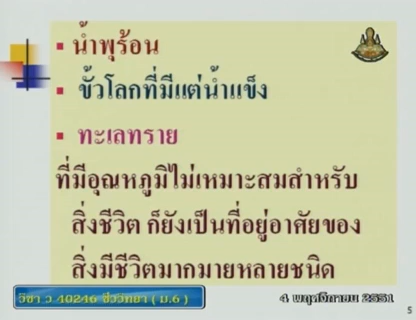 ▪ น้ำพุร้อน
▪ ขั้วโลกที่มีแต่น้ำแข็ง
▪ ทะเลทราย
ที่มีอุณหภูมิไม่เหมาะสมสำหรับ
สิ่งชีวิต ก็ยังเป็นที่อยู่อาศัยของ
สิ่งมีชีวิตมากมายหลายชนิด
วิชา ว 40246 ชีววิทยา ( ม.6 )
4 พฤศจิกายน 2551
5